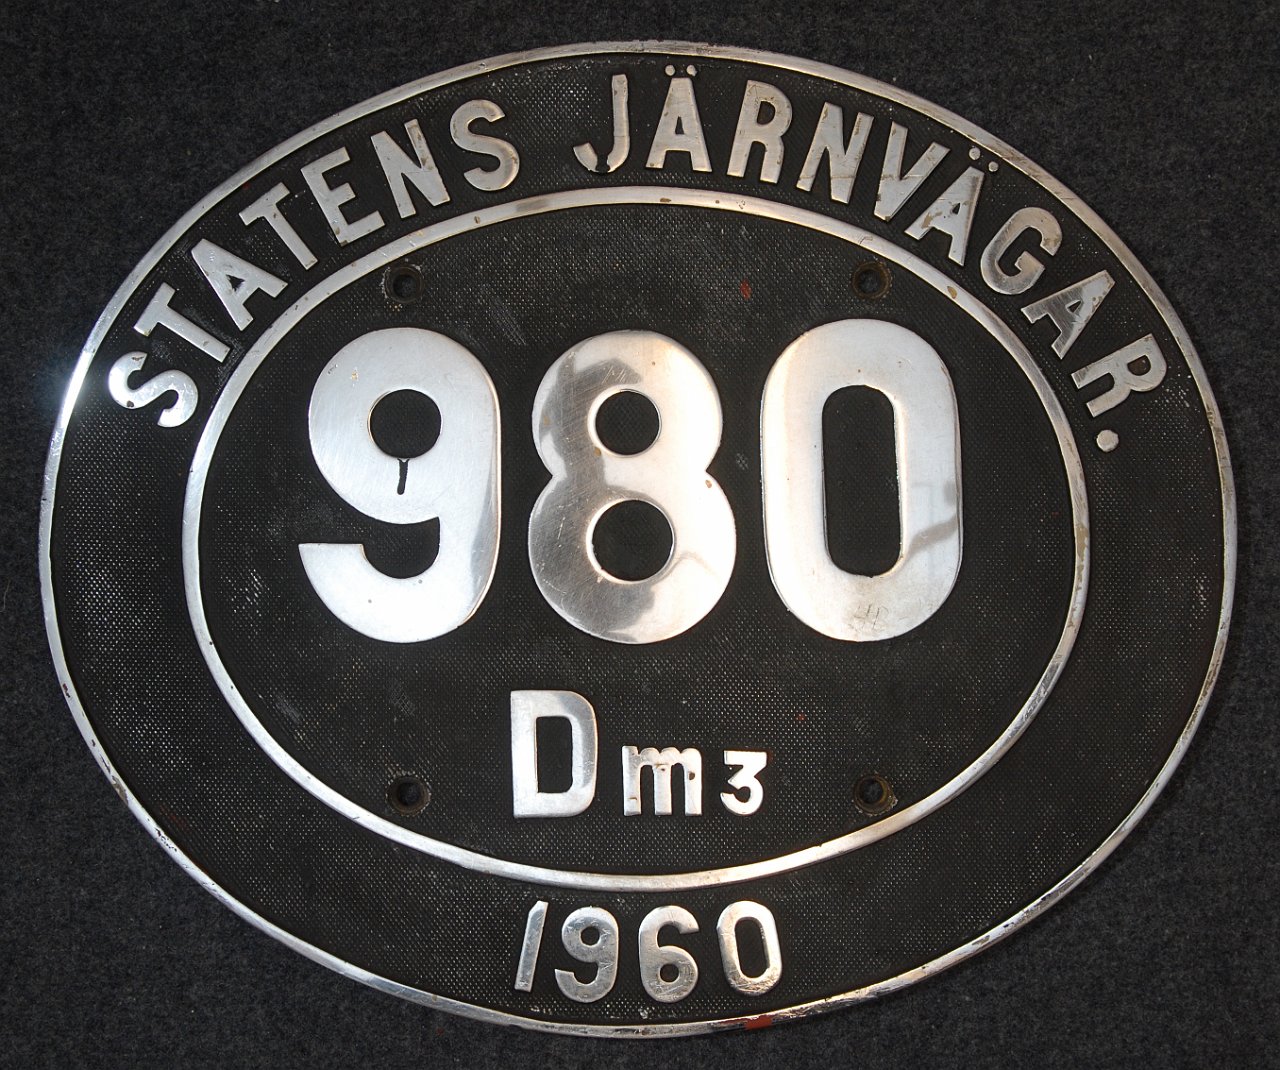 STATENS JÄRNVÄGAR.
980
Dm3
1960